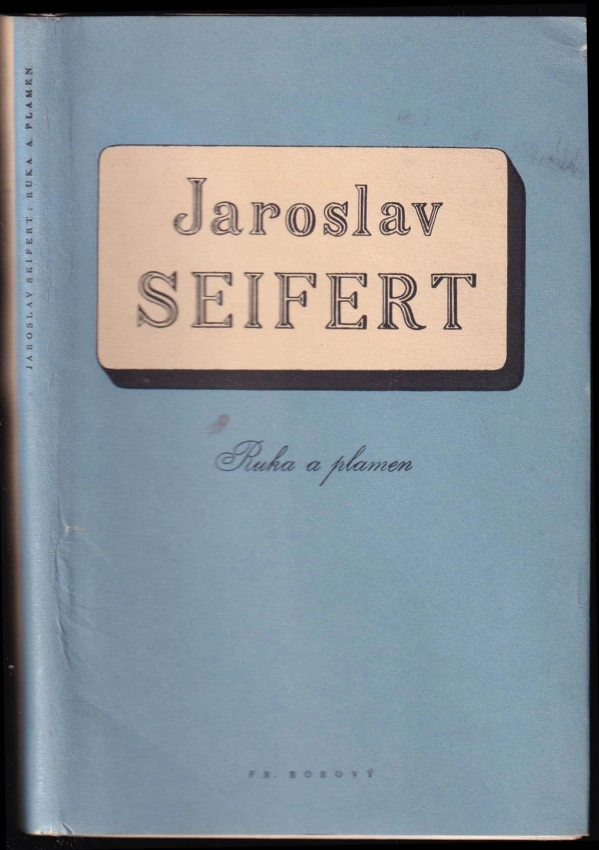 JAROSLAV SEIFERT: RUKA A PLAMEN
Jaroslav
SEIFERT
Ruka a plamen
FR. BOROVÝ